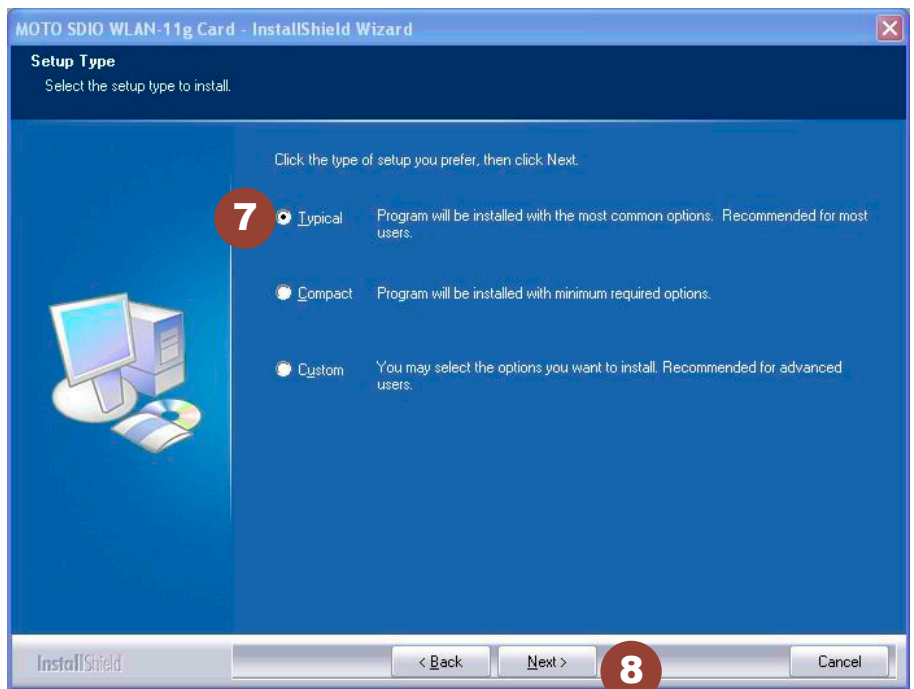 MOTO SDIO WLAN-11g Card - InstallShield Wizard
Setup Type
Select the setup type to install.
Click the type of setup you prefer, then click Next.
7
Typical
Program will be installed with the most common options. Recommended for most
users.
Compact
Program will be installed with minimum required options.
Custom
You may select the options you want to install. Recommended for advanced
users.
InstallShield
< Back
Next >
8
Cancel